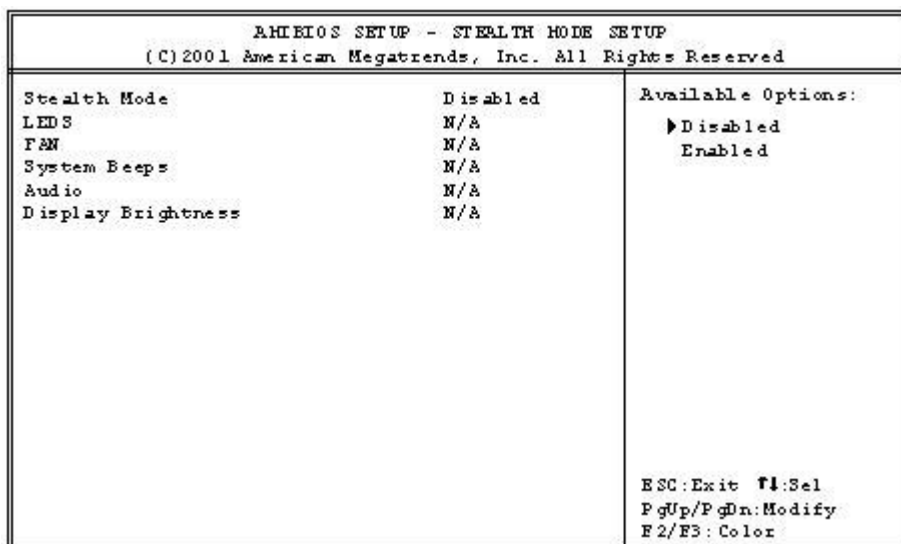 AMIBIOS SETUP - STEALTH MODE SETUP
(C)2001 American Megatrends, Inc. All Rights Reserved
Stealth Mode Disabled
LEDS N/A
FAN N/A
System Beeps N/A
Audio N/A
Display Brightness N/A
Available Options:
▶Disabled
Enabled
ESC:Exit ↑↓:Sel
PgUp/PgDn:Modify
F2/F3:Color